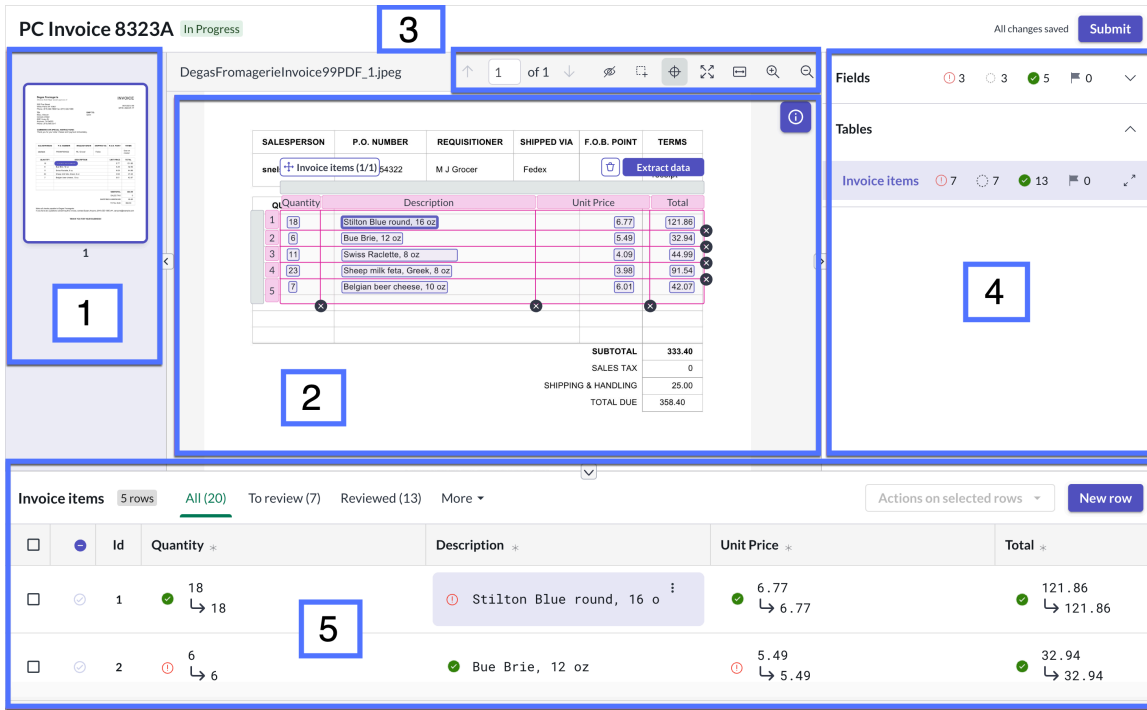 PC Invoice 8323A In Progress
3
All changes saved Submit
DegasFromagerieInvoice99PDF_1.jpeg
1 of 1
INVOICE
1
1
SALESPERSON P.O. NUMBER REQUISITIONER SHIPPED VIA F.O.B. POINT TERMS
snel Invoice items (1/1) 54322 M J Grocer Fedex Extract data
Quantity Description Unit Price Total
1 18 Stilton Blue round, 16 oz 6.77 121.86
2 6 Bue Brie, 12 oz 5.49 32.94
3 11 Swiss Raclette, 8 oz 4.09 44.99
4 23 Sheep milk feta, Greek, 8 oz 3.98 91.54
5 7 Belgian beer cheese, 10 oz 6.01 42.07
SUBTOTAL 333.40
SALES TAX 0
SHIPPING & HANDLING 25.00
TOTAL DUE 358.40
2
Fields 3 3 5 0
Tables
Invoice items 7 7 13 0
4
Invoice items 5 rows All (20) To review (7) Reviewed (13) More Actions on selected rows New row
Id Quantity * Description * Unit Price * Total *
1 18 Stilton Blue round, 16 o 6.77 121.86
18 6.77 121.86
5
2 6 Bue Brie, 12 oz 5.49 32.94
6 5.49 32.94